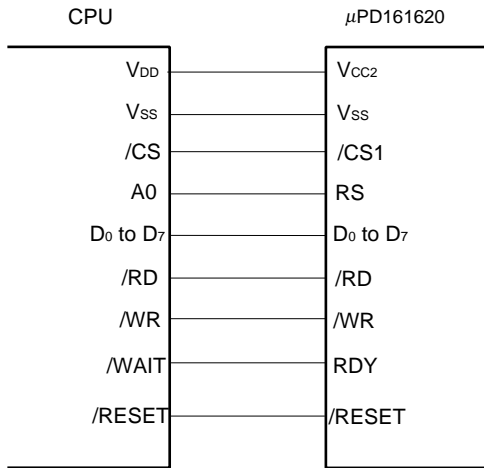 CPU μPD161620
VDD VCC2
VSS VSS
/CS /CS1
A0 RS
D0 to D7 D0 to D7
/RD /RD
/WR /WR
/WAIT RDY
/RESET /RESET